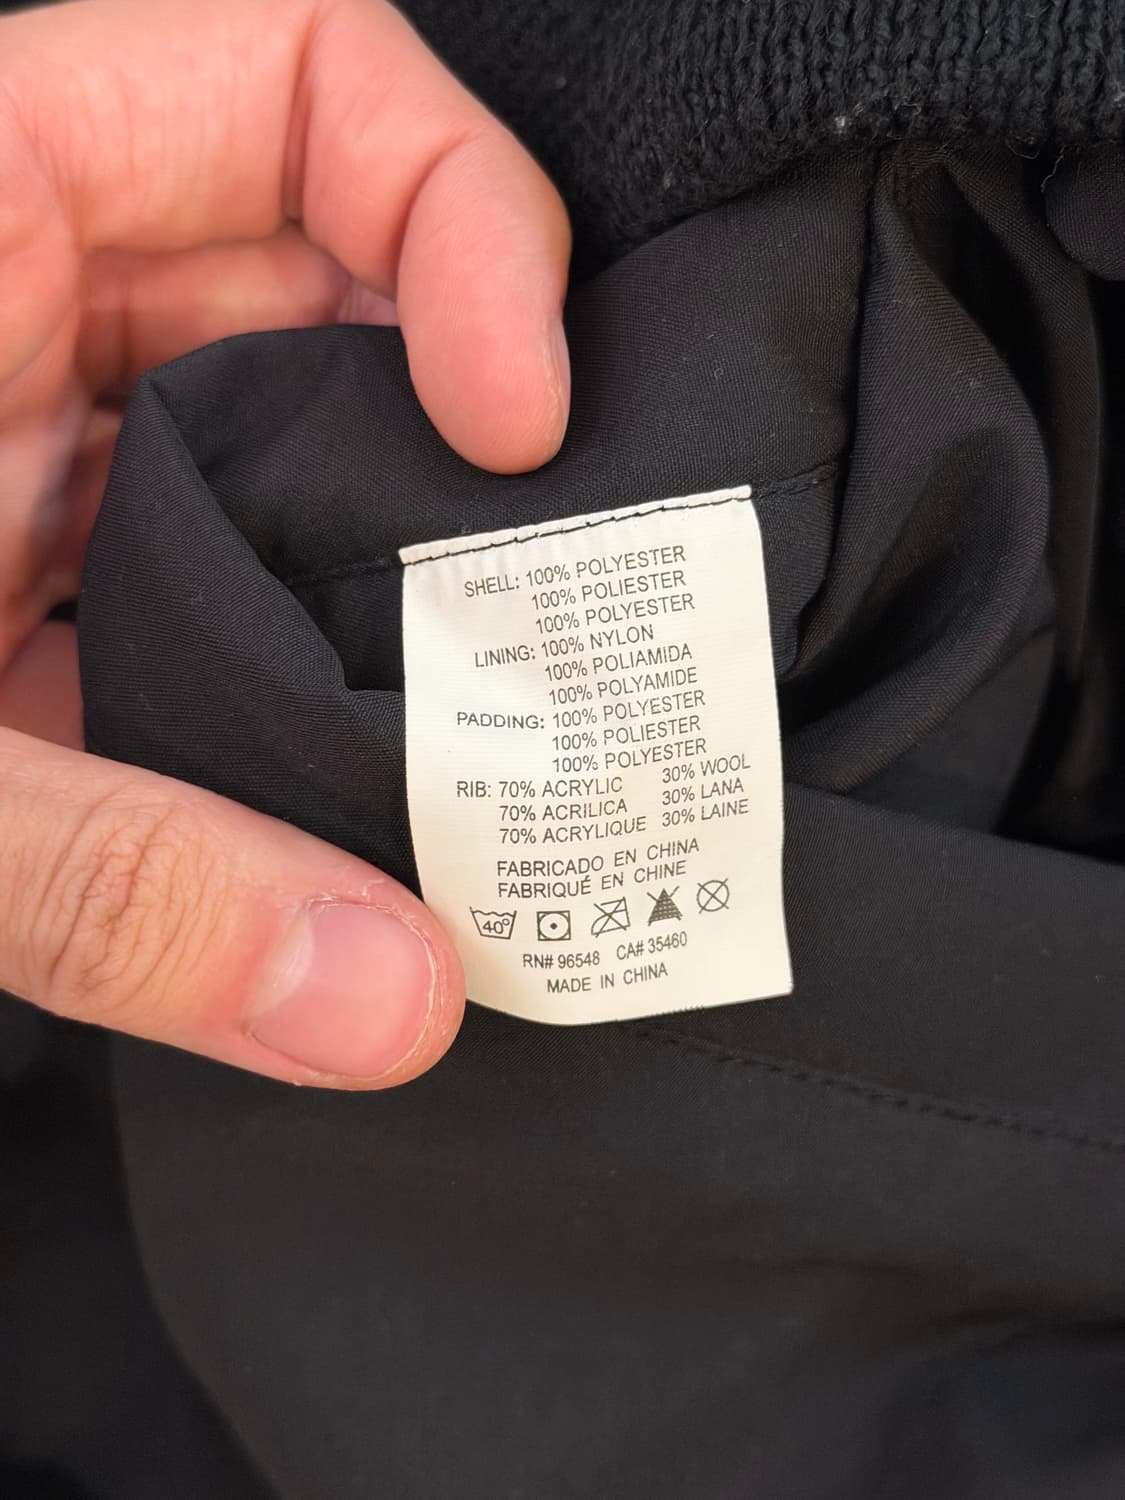 SHELL: 100% POLYESTER
100% POLIESTER
100% POLYESTER
LINING: 100% NYLON
100% POLIAMIDA
100% POLYAMIDE
PADDING: 100% POLYESTER
100% POLIESTER
100% POLYESTER
RIB: 70% ACRYLIC 30% WOOL
70% ACRILICA 30% LANA
70% ACRYLIQUE 30% LAINE
FABRICADO EN CHINA
FABRIQUÉ EN CHINE
40°
RN# 96548 CA# 35460
MADE IN CHINA